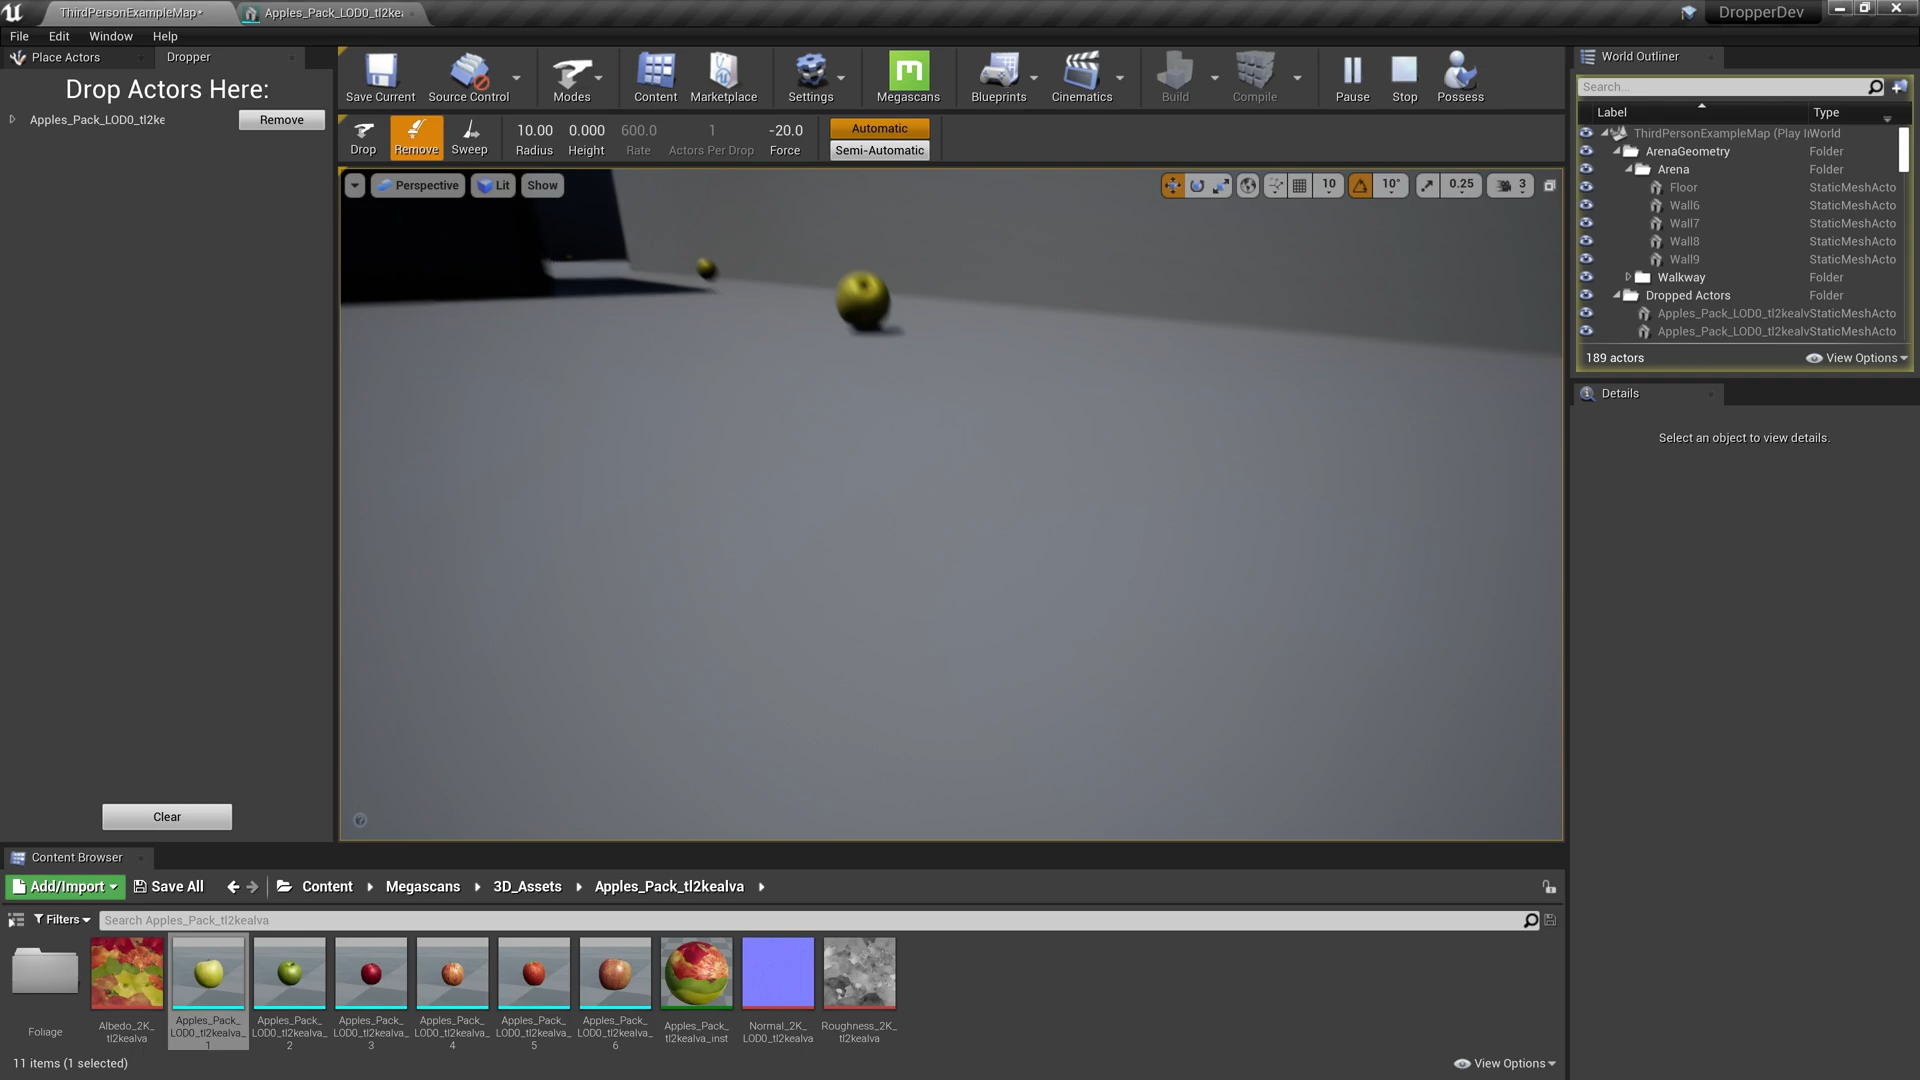 ThirdPersonExampleMap*
Apples_Pack_LOD0_tl2kea
DropperDev
File Edit Window Help
Place Actors
Dropper
Drop Actors Here:
Apples_Pack_LOD0_tl2ke
Remove
Clear
Save Current
Source Control
Modes
Content
Marketplace
Settings
Megascans
Blueprints
Cinematics
Build
Compile
Pause
Stop
Possess
Drop
Remove
Sweep
10.00
Radius
0.000
Height
600.0
Rate
1
Actors Per Drop
-20.0
Force
Automatic
Semi-Automatic
Perspective
Lit
Show
10
10°
0.25
3
World Outliner
Search...
Label Type
ThirdPersonExampleMap (Play In World
ArenaGeometry Folder
Arena Folder
Floor StaticMeshActo
Wall6 StaticMeshActo
Wall7 StaticMeshActo
Wall8 StaticMeshActo
Wall9 StaticMeshActo
Walkway Folder
Dropped Actors Folder
Apples_Pack_LOD0_tl2kealv StaticMeshActo
Apples_Pack_LOD0_tl2kealv StaticMeshActo
189 actors
View Options
Details
Select an object to view details.
Content Browser
Add/Import
Save All
Content
Megascans
3D_Assets
Apples_Pack_tl2kealva
Filters
Search Apples_Pack_tl2kealva
Foliage
Albedo_2K_
tl2kealva
Apples_Pack_
LOD0_tl2kealva_
1
Apples_Pack_
LOD0_tl2kealva_
2
Apples_Pack_
LOD0_tl2kealva_
3
Apples_Pack_
LOD0_tl2kealva_
4
Apples_Pack_
LOD0_tl2kealva_
5
Apples_Pack_
LOD0_tl2kealva_
6
Apples_Pack_
tl2kealva_inst
Normal_2K_
LOD0_tl2kealva
Roughness_2K_
tl2kealva
11 items (1 selected)
View Options